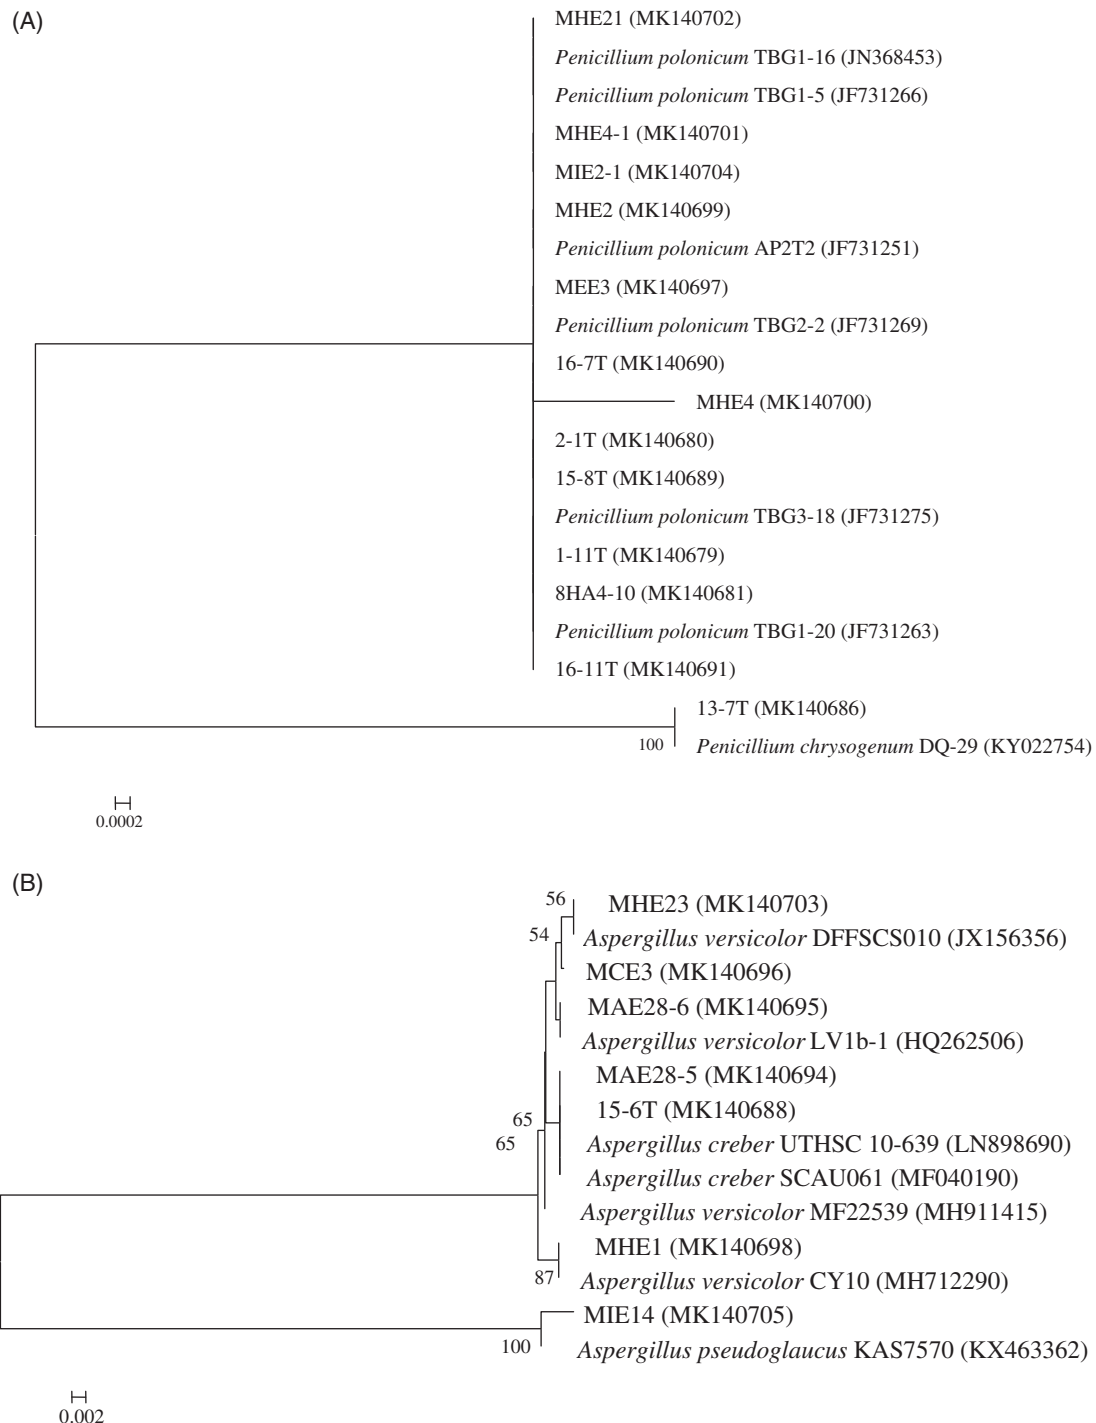 (A)
MHE21 (MK140702)
Penicillium polonicum TBG1-16 (JN368453)
Penicillium polonicum TBG1-5 (JF731266)
MHE4-1 (MK140701)
MIE2-1 (MK140704)
MHE2 (MK140699)
Penicillium polonicum AP2T2 (JF731251)
MEE3 (MK140697)
Penicillium polonicum TBG2-2 (JF731269)
16-7T (MK140690)
MHE4 (MK140700)
2-1T (MK140680)
15-8T (MK140689)
Penicillium polonicum TBG3-18 (JF731275)
1-11T (MK140679)
8HA4-10 (MK140681)
Penicillium polonicum TBG1-20 (JF731263)
16-11T (MK140691)
13-7T (MK140686)
100
Penicillium chrysogenum DQ-29 (KY022754)
0.0002
(B)
56
MHE23 (MK140703)
54
Aspergillus versicolor DFFSCS010 (JX156356)
MCE3 (MK140696)
MAE28-6 (MK140695)
Aspergillus versicolor LV1b-1 (HQ262506)
MAE28-5 (MK140694)
15-6T (MK140688)
65
65
Aspergillus creber UTHSC 10-639 (LN898690)
Aspergillus creber SCAU061 (MF040190)
Aspergillus versicolor MF22539 (MH911415)
MHE1 (MK140698)
87
Aspergillus versicolor CY10 (MH712290)
MIE14 (MK140705)
100
Aspergillus pseudoglaucus KAS7570 (KX463362)
0.002